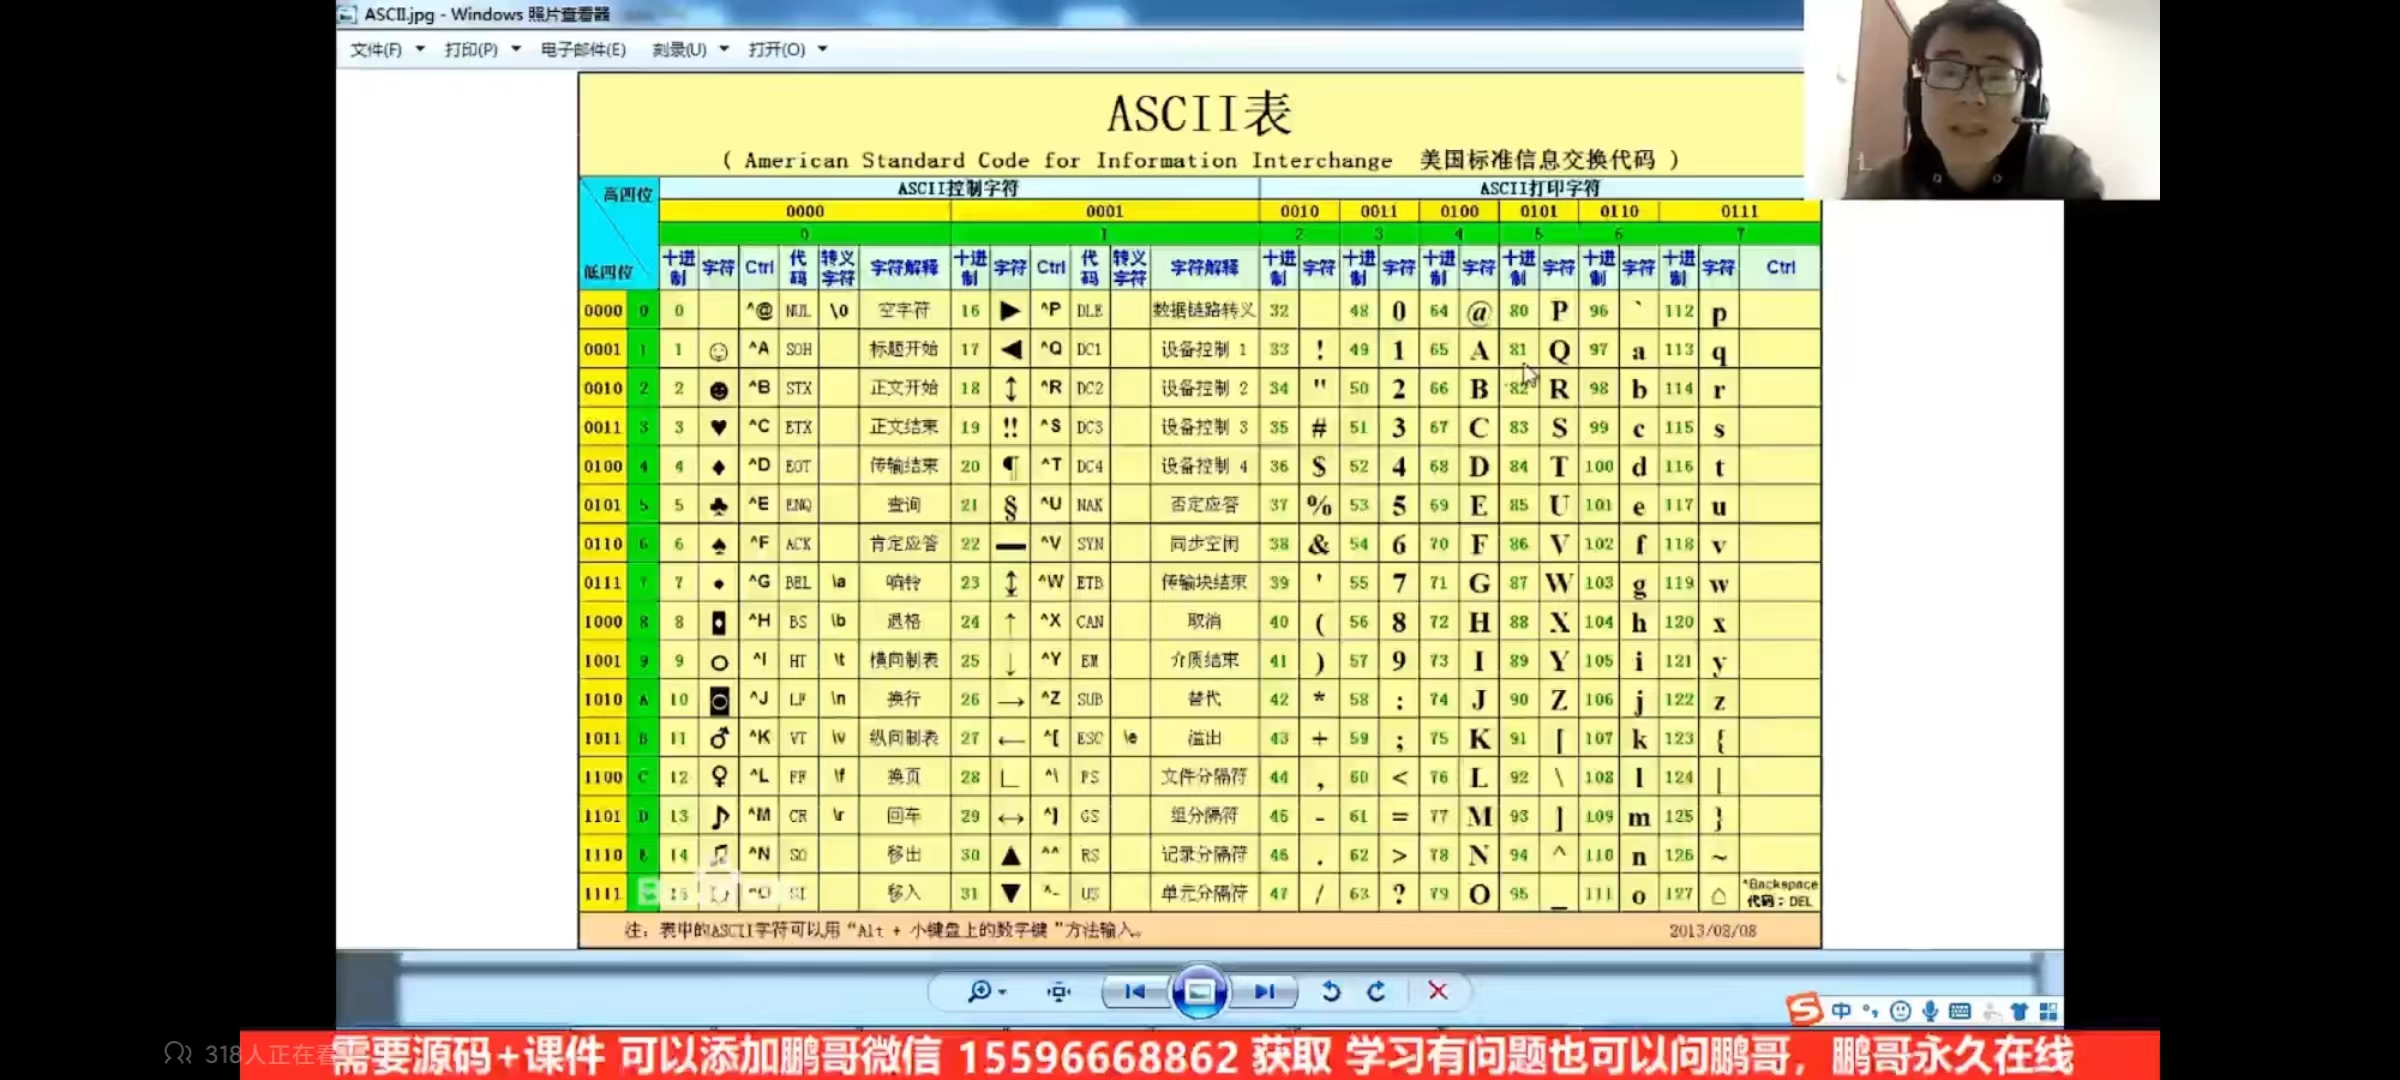 ASCII.jpg - Windows 照片查看器
文件(F) 打印(P) 电子邮件(E) 刻录(U) 打开(O)
ASCII表
( American Standard Code for Information Interchange 美国标准信息交换代码 )
高四位 ASCII控制字符 ASCII打印字符
0000 0001 0010 0011 0100 0101 0110 0111
0 1 2 3 4 5 6 7
低四位 十进制 字符 Ctrl 代码 转义字符 字符解释 十进制 字符 Ctrl 代码 转义字符 字符解释 十进制 字符 十进制 字符 十进制 字符 十进制 字符 十进制 字符 十进制 字符 Ctrl
0000 0 0 ^@ NUL \0 空字符 16 ► ^P DLE 数据链路转义 32 48 0 64 @ 80 P 96 ` 112 p
0001 1 1 ☺ ^A SOH 标题开始 17 ◄ ^Q DC1 设备控制 1 33 ! 49 1 65 A 81 Q 97 a 113 q
0010 2 2 ☻ ^B STX 正文开始 18 ↕ ^R DC2 设备控制 2 34 " 50 2 66 B 82 R 98 b 114 r
0011 3 3 ♥ ^C ETX 正文结束 19 ‼ ^S DC3 设备控制 3 35 # 51 3 67 C 83 S 99 c 115 s
0100 4 4 ♦ ^D EOT 传输结束 20 ¶ ^T DC4 设备控制 4 36 $ 52 4 68 D 84 T 100 d 116 t
0101 5 5 ♣ ^E ENQ 查询 21 § ^U NAK 否定应答 37 % 53 5 69 E 85 U 101 e 117 u
0110 6 6 ♠ ^F ACK 肯定应答 22 ▬ ^V SYN 同步空闲 38 & 54 6 70 F 86 V 102 f 118 v
0111 7 7 • ^G BEL \a 响铃 23 ↨ ^W ETB 传输块结束 39 ' 55 7 71 G 87 W 103 g 119 w
1000 8 8 ◘ ^H BS \b 退格 24 ↑ ^X CAN 取消 40 ( 56 8 72 H 88 X 104 h 120 x
1001 9 9 ○ ^I HT \t 横向制表 25 ↓ ^Y EM 介质结束 41 ) 57 9 73 I 89 Y 105 i 121 y
1010 A 10 ◙ ^J LF \n 换行 26 → ^Z SUB 替代 42 * 58 : 74 J 90 Z 106 j 122 z
1011 B 11 ♂ ^K VT \v 纵向制表 27 ← ^[ ESC \e 溢出 43 + 59 ; 75 K 91 [ 107 k 123 {
1100 C 12 ♀ ^L FF \f 换页 28 ∟ ^\ FS 文件分隔符 44 , 60 < 76 L 92 \ 108 l 124 |
1101 D 13 ♪ ^M CR \r 回车 29 ↔ ^] GS 组分隔符 45 - 61 = 77 M 93 ] 109 m 125 }
1110 E 14 ♫ ^N SO 移出 30 ▲ ^^ RS 记录分隔符 46 . 62 > 78 N 94 ^ 110 n 126 ~
1111 15 ^O SI 移入 31 ▼ ^- US 单元分隔符 47 / 63 ? 79 O 95 _ 111 o 127 ⌂ ^Backspace 代码：DEL
注：表中的ASCII字符可以用“Alt + 小键盘上的数字键”方法输入。 2013/08/08
中
318人正在看
需要源码+课件 可以添加鹏哥微信 15596668862 获取 学习有问题也可以问鹏哥，鹏哥永久在线